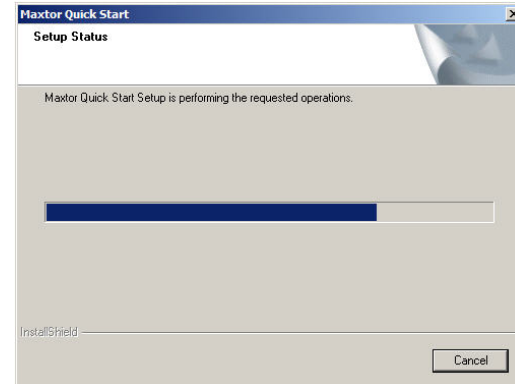 Maxtor Quick Start
Setup Status
Maxtor Quick Start Setup is performing the requested operations.
InstallShield
Cancel